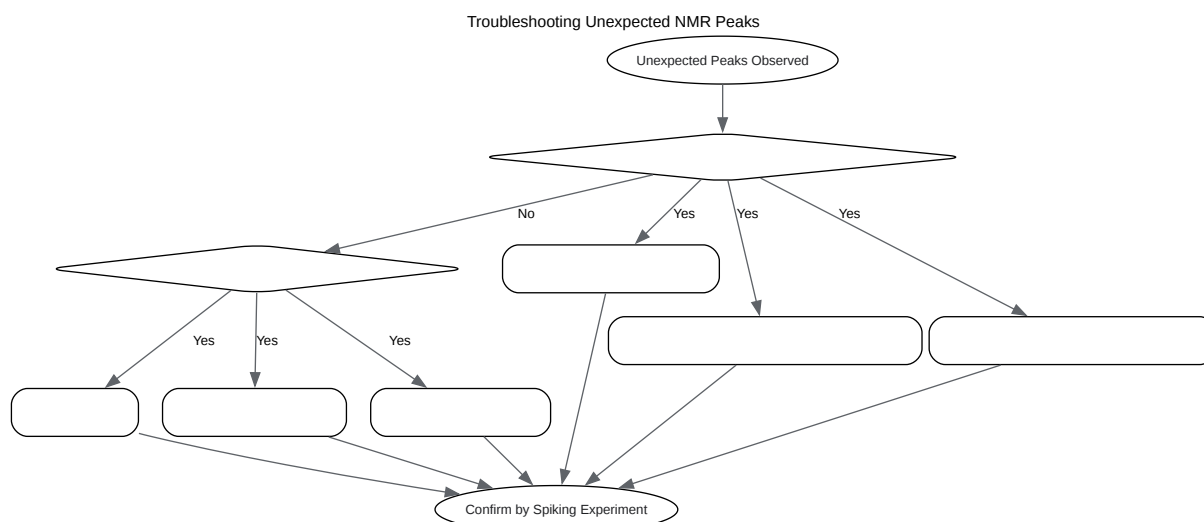 Troubleshooting Unexpected NMR Peaks
Unexpected Peaks Observed
No
Yes
Yes
Yes
Yes
Yes
Yes
Confirm by Spiking Experiment